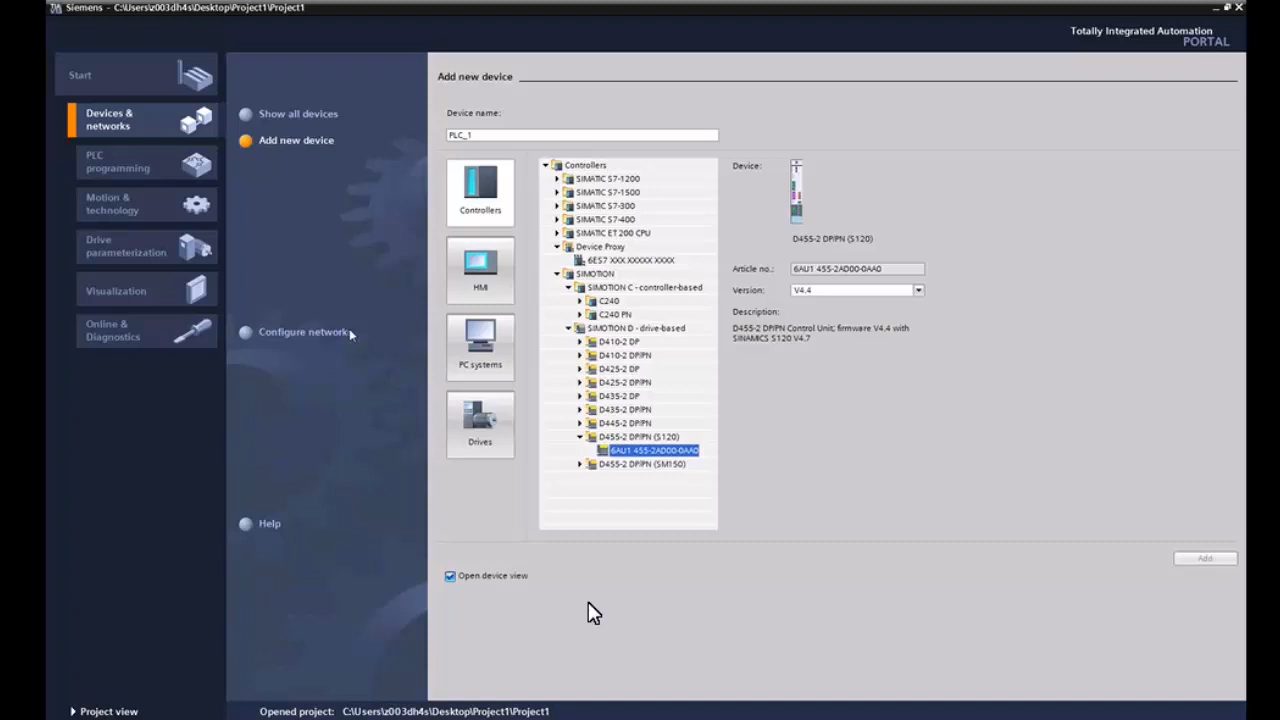 Siemens - C:\Users\z003dh4s\Desktop\Project1\Project1
Totally Integrated Automation
PORTAL
Start
Devices &
networks
PLC
programming
Motion &
technology
Drive
parameterization
Visualization
Online &
Diagnostics
Show all devices
Add new device
Configure networks
Help
Add new device
Device name:
PLC_1
Controllers
HMI
PC systems
Drives
Controllers
SIMATIC S7-1200
SIMATIC S7-1500
SIMATIC S7-300
SIMATIC S7-400
SIMATIC ET 200 CPU
Device Proxy
6ES7 XXX XXXXX XXXX
SIMOTION
SIMOTION C - controller-based
C240
C240 PN
SIMOTION D - drive-based
D410-2 DP
D410-2 DP/PN
D425-2 DP
D425-2 DP/PN
D435-2 DP
D435-2 DP/PN
D445-2 DP/PN
D455-2 DP/PN (S120)
6AU1 455-2AD00-0AA0
D455-2 DP/PN (SM150)
Device:
D455-2 DP/PN (S120)
Article no.: 6AU1 455-2AD00-0AA0
Version: V4.4
Description:
D455-2 DP/PN Control Unit; firmware V4.4 with
SINAMICS S120 V4.7
Add
Open device view
Project view
Opened project: C:\Users\z003dh4s\Desktop\Project1\Project1